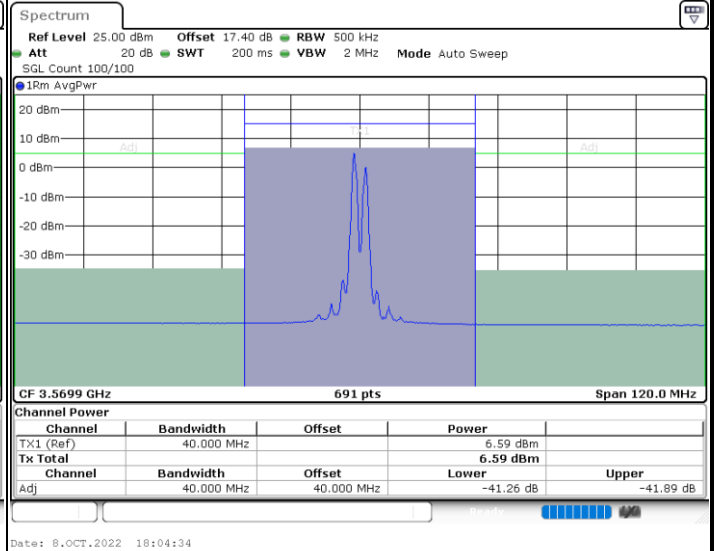 Spectrum
Ref Level 25.00 dBm Offset 17.40 dB RBW 500 kHz
Att 20 dB SWT 200 ms VBW 2 MHz Mode Auto Sweep
SGL Count 100/100
1Rm AvgPwr
20 dBm
TX1
10 dBm
Adj Adj
0 dBm
-10 dBm
-20 dBm
-30 dBm
CF 3.5699 GHz 691 pts Span 120.0 MHz
Channel Power
Channel Bandwidth Offset Power
TX1 (Ref) 40.000 MHz 6.59 dBm
Tx Total 6.59 dBm
Channel Bandwidth Offset Lower Upper
Adj 40.000 MHz 40.000 MHz -41.26 dB -41.89 dB
Ready
Date: 8.OCT.2022 18:04:34